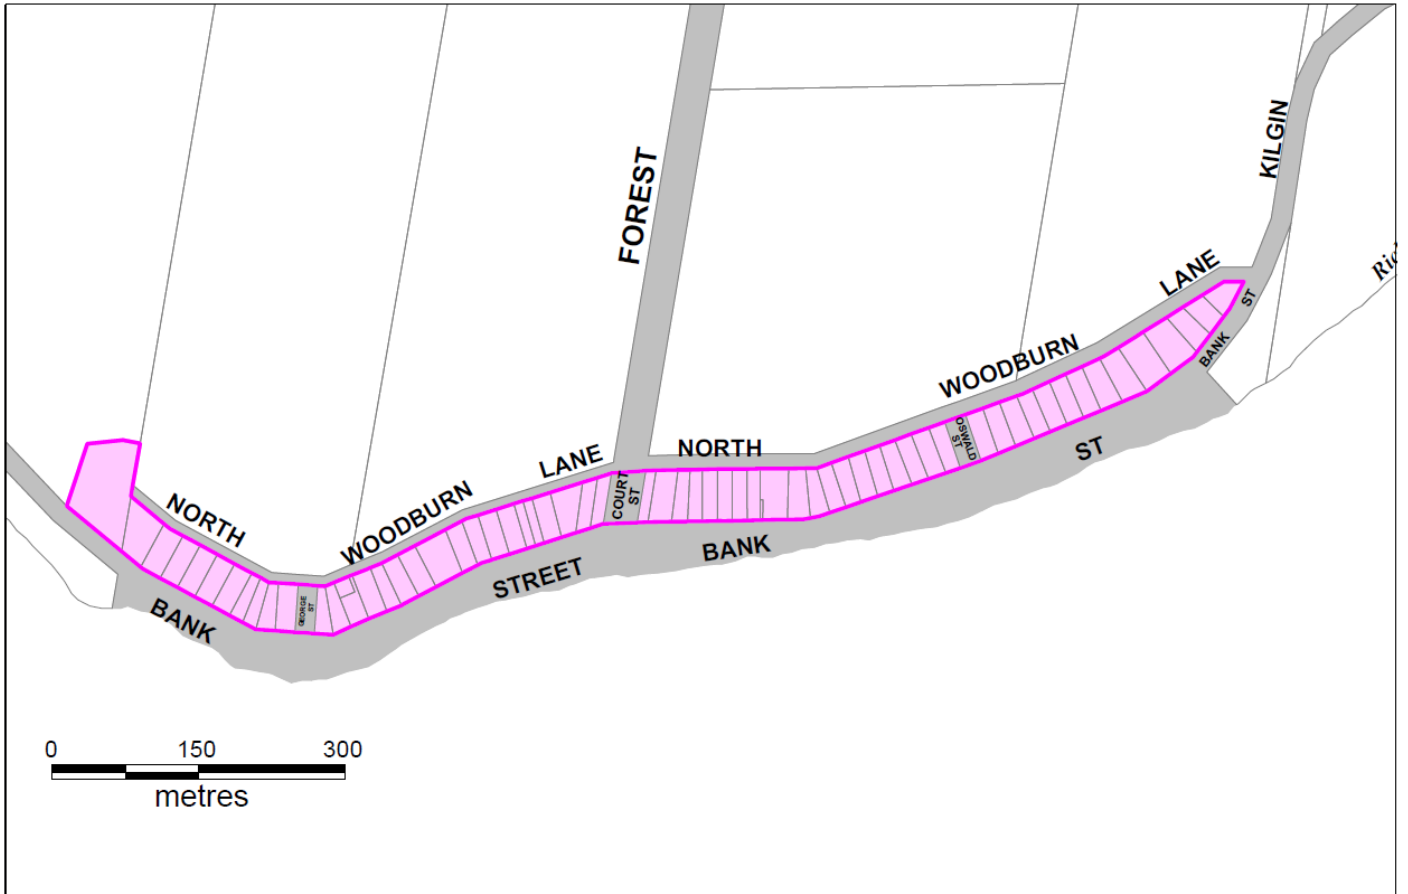 KILGIN
FOREST
LANE
ST
BANK
WOODBURN
OSWALD
ST
NORTH
LANE
COURT
ST
ST
NORTH
WOODBURN
BANK
STREET
GEORGE
ST
BANK
0 150 300
metres